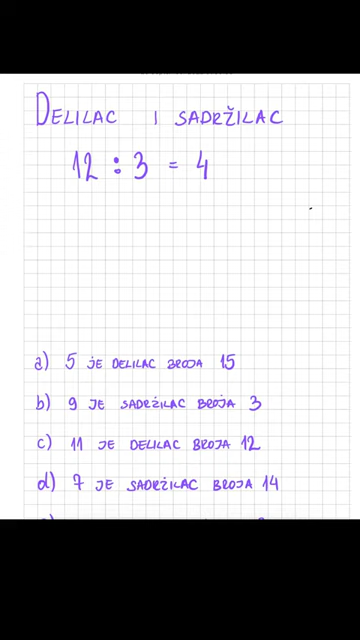 DELILAC I SADRŽILAC
12 : 3 = 4
a) 5 JE DELILAC BROJA 15
b) 9 JE SADRŽILAC BROJA 3
c) 11 JE DELILAC BROJA 12
d) 7 JE SADRŽILAC BROJA 14